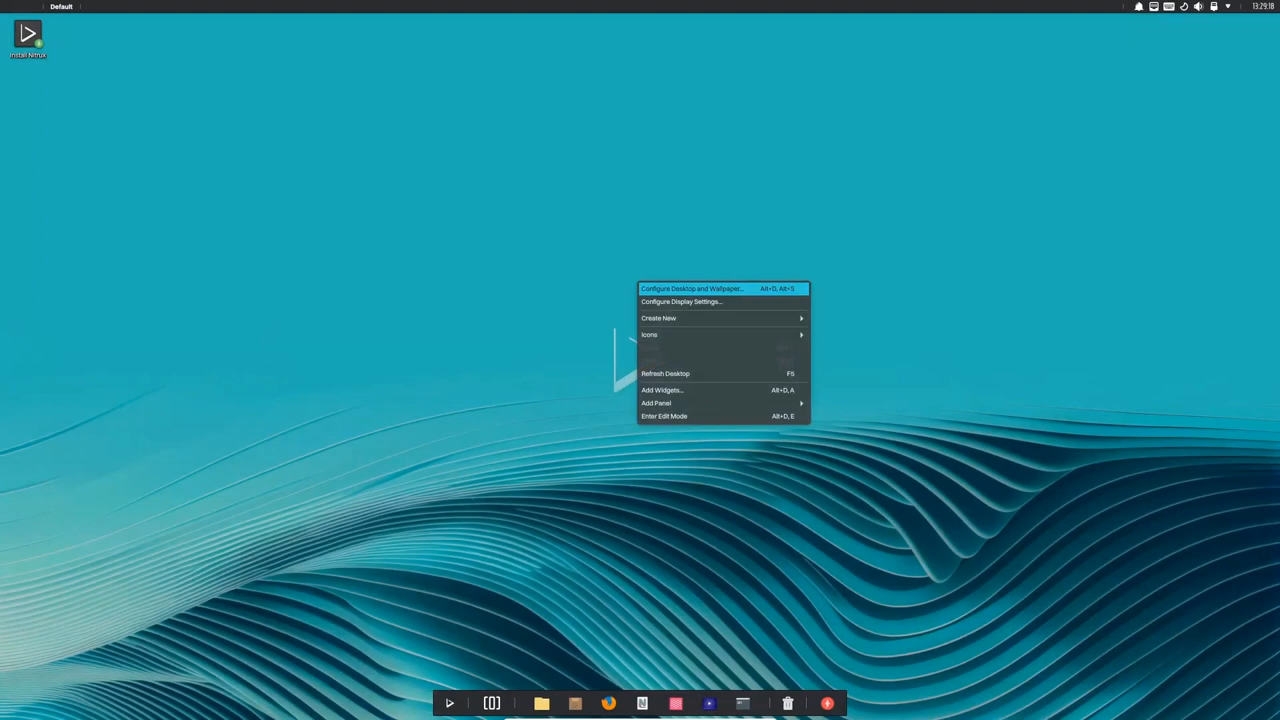 Default
13:29:18
Install Nitrux
Configure Desktop and Wallpaper... Alt+D, Alt+S
Configure Display Settings...
Create New
Icons
Refresh Desktop F5
Add Widgets... Alt+D, A
Add Panel
Enter Edit Mode Alt+D, E